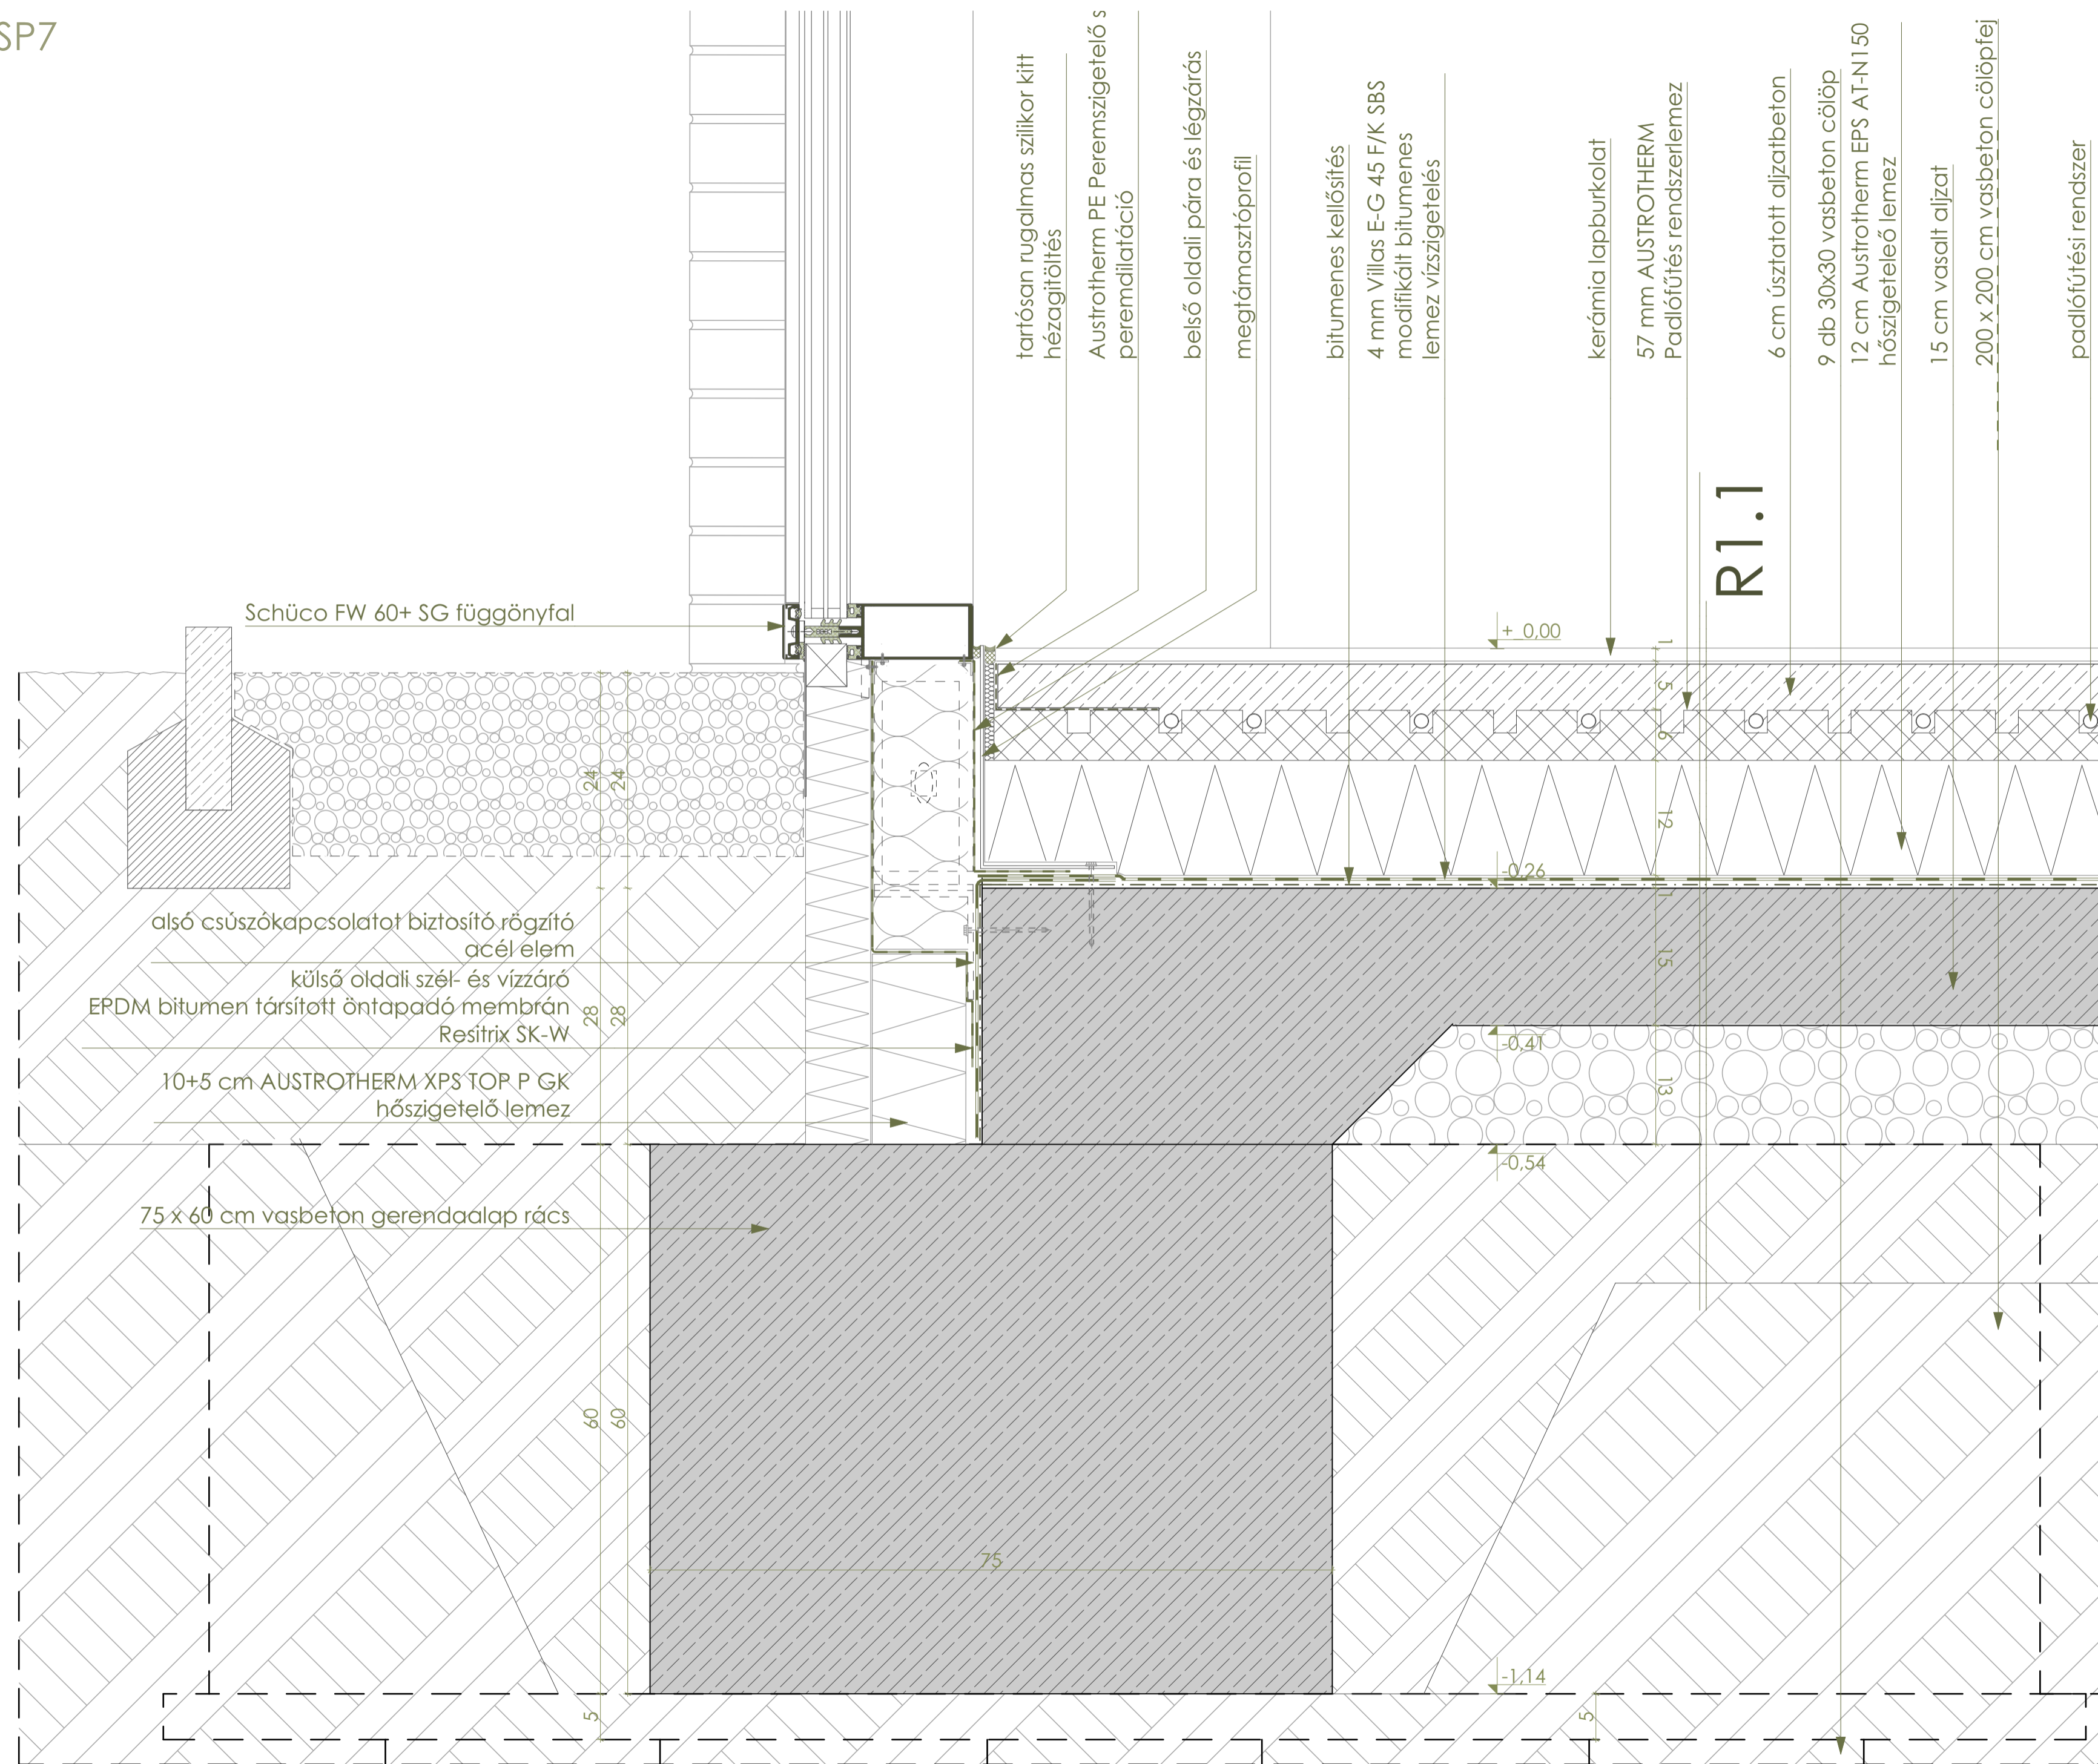 SP7
tartósan rugalmas szilikor kitt
hézagitöltés
Austrotherm PE Peremszigetelő s
peremdilatáció
belső oldali pára és légzárás
megtámasztóprofil
bitumenes kellősítés
4 mm Villas E-G 45 F/K SBS
modifikált bitumenes
lemez vízszigetelés
kerámia lapburkolat
57 mm AUSTROTHERM
Padlófűtés rendszerlemez
6 cm úsztatott aljzatbeton
9 db 30x30 vasbeton cölöp
12 cm Austrotherm EPS AT-N150
hőszigeteő lemez
15 cm vasalt aljzat
200 x 200 cm vasbeton cölöpfej
padlófűtési rendszer
R1.1
Schüco FW 60+ SG függönyfal
+_0,00
1
5
6
12
-0,26
1
15
-0,41
13
-0,54
24
24
alsó csúszókapcsolatot biztosító rögzítő
acél elem
külső oldali szél- és vízzáró
EPDM bitumen társított öntapadó membrán
Resitrix SK-W
28
28
10+5 cm AUSTROTHERM XPS TOP P GK
hőszigetelő lemez
75 x 60 cm vasbeton gerendaalap rács
60
60
75
-1,14
5
5